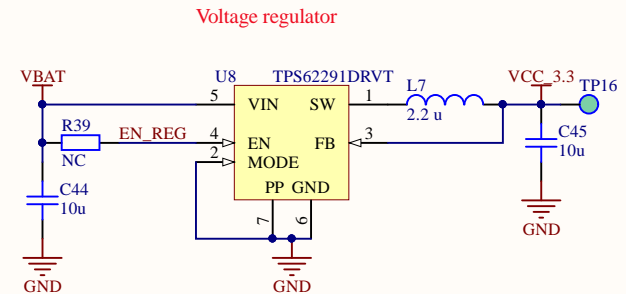 Voltage regulator
VBAT
U8 TPS62291DRVT
L7
VCC_3.3
TP16
5 VIN SW 1
2.2 u
R39
EN_REG
4 EN FB 3
NC
2 MODE
C45
10u
C44
10u
PP GND
7 6
GND
GND
GND